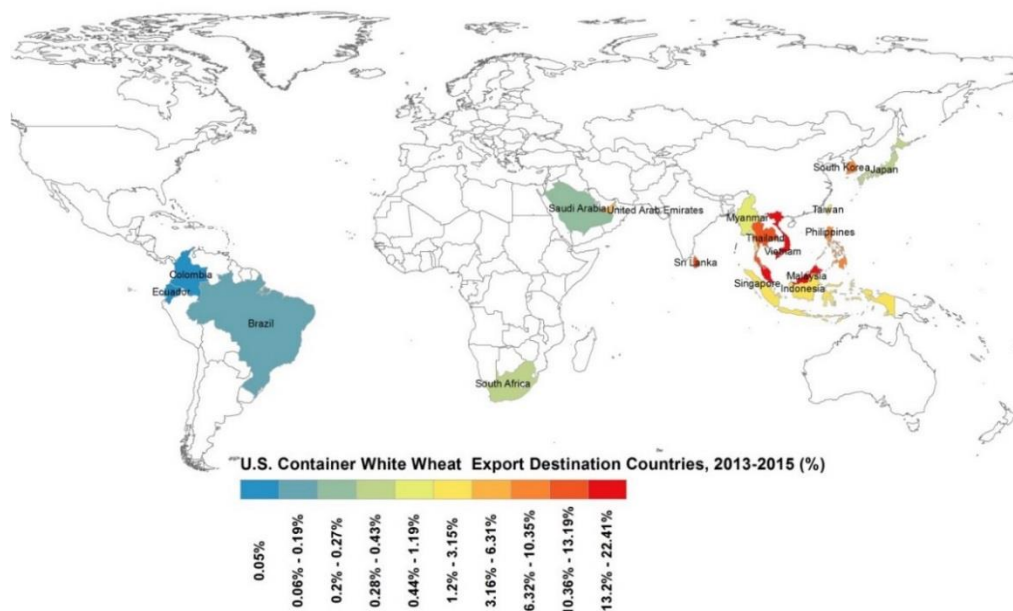 South Korea
Japan
Saudi Arabia
United Arab Emirates
Myanmar
Taiwan
Thailand
Philippines
Vietnam
Sri Lanka
Colombia
Malaysia
Singapore
Indonesia
Ecuador
Brazil
South Africa
U.S. Container White Wheat Export Destination Countries, 2013-2015 (%)
0.05%
0.06% - 0.19%
0.2% - 0.27%
0.28% - 0.43%
0.44% - 1.19%
1.2% - 3.15%
3.16% - 6.31%
6.32% - 10.35%
10.36% - 13.19%
13.2% - 22.41%